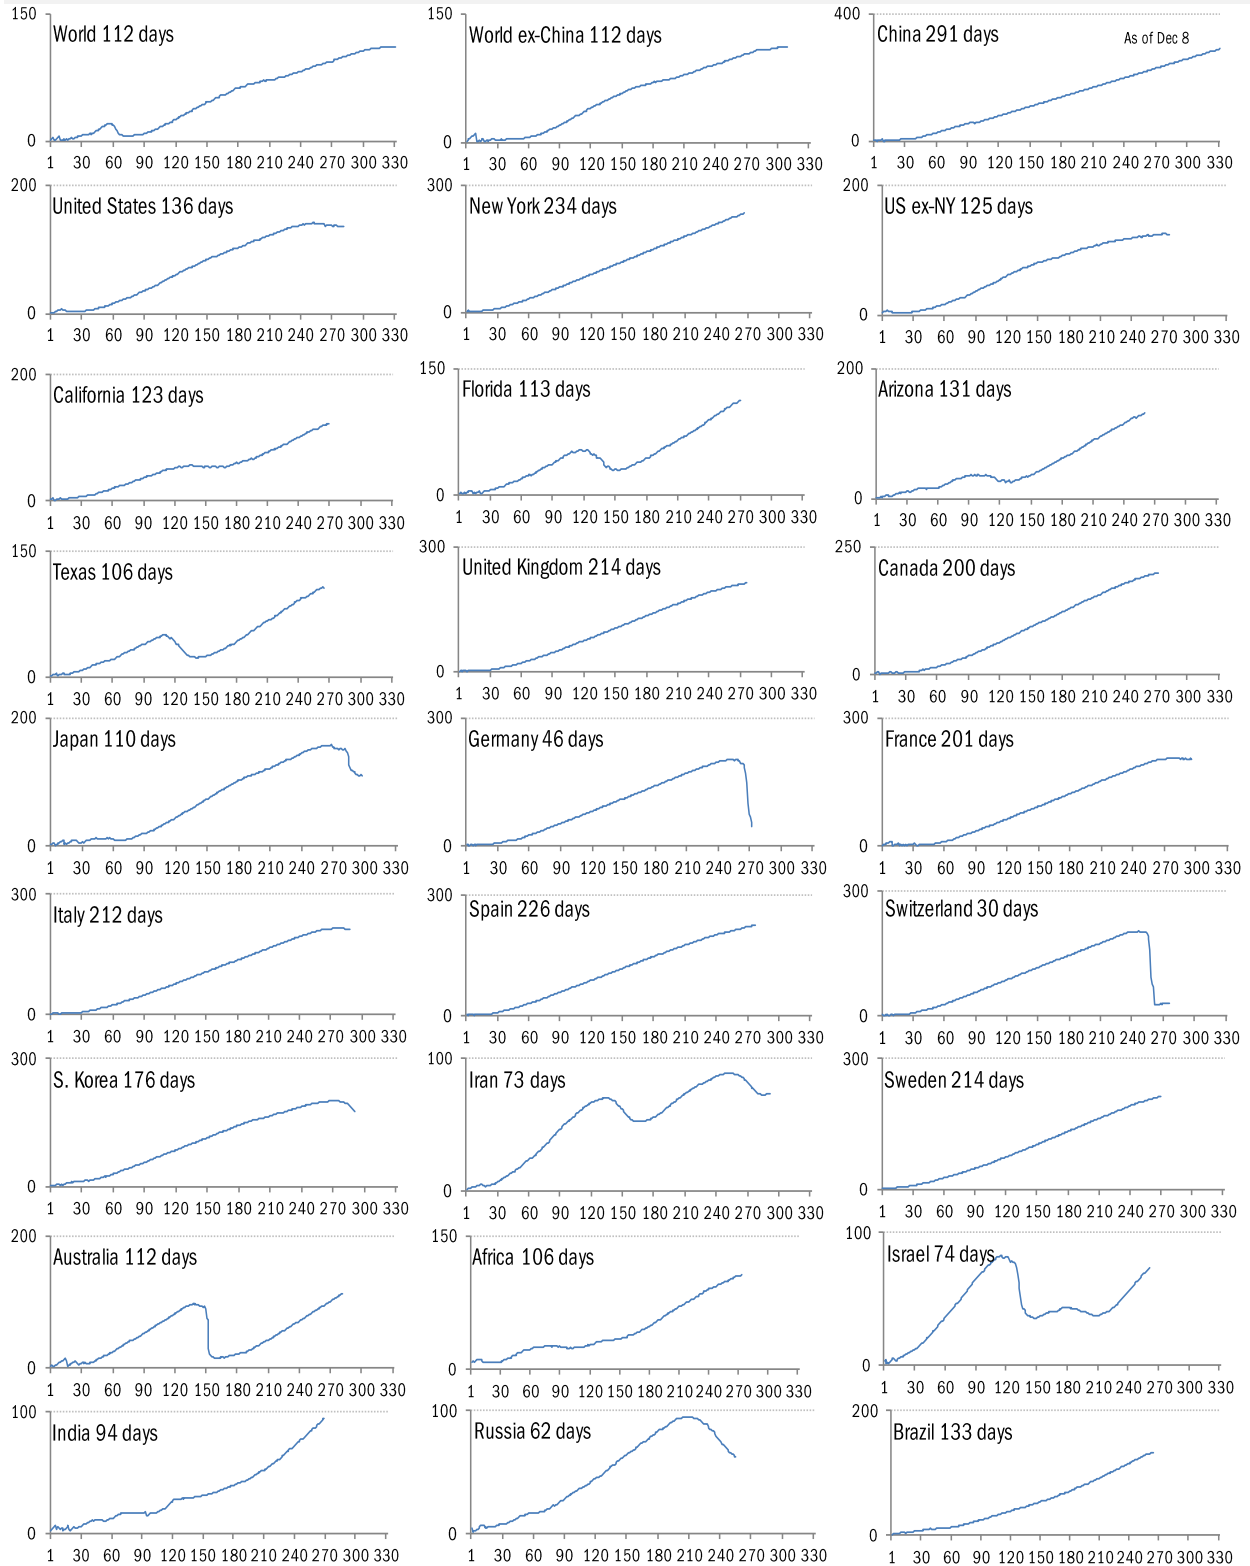 150
World 112 days
0
1 30 60 90 120 150 180 210 240 270 300 330
150
World ex-China 112 days
0
1 30 60 90 120 150 180 210 240 270 300 330
400
China 291 days
As of Dec 8
0
1 30 60 90 120 150 180 210 240 270 300 330
200
United States 136 days
0
1 30 60 90 120 150 180 210 240 270 300 330
300
New York 234 days
0
1 30 60 90 120 150 180 210 240 270 300 330
200
US ex-NY 125 days
0
1 30 60 90 120 150 180 210 240 270 300 330
200
California 123 days
0
1 30 60 90 120 150 180 210 240 270 300 330
150
Florida 113 days
0
1 30 60 90 120 150 180 210 240 270 300 330
200
Arizona 131 days
0
1 30 60 90 120 150 180 210 240 270 300 330
150
Texas 106 days
0
1 30 60 90 120 150 180 210 240 270 300 330
300
United Kingdom 214 days
0
1 30 60 90 120 150 180 210 240 270 300 330
250
Canada 200 days
0
1 30 60 90 120 150 180 210 240 270 300 330
200
Japan 110 days
0
1 30 60 90 120 150 180 210 240 270 300 330
300
Germany 46 days
0
1 30 60 90 120 150 180 210 240 270 300 330
300
France 201 days
0
1 30 60 90 120 150 180 210 240 270 300 330
300
Italy 212 days
0
1 30 60 90 120 150 180 210 240 270 300 330
300
Spain 226 days
0
1 30 60 90 120 150 180 210 240 270 300 330
300
Switzerland 30 days
0
1 30 60 90 120 150 180 210 240 270 300 330
300
S. Korea 176 days
0
1 30 60 90 120 150 180 210 240 270 300 330
100
Iran 73 days
0
1 30 60 90 120 150 180 210 240 270 300 330
300
Sweden 214 days
0
1 30 60 90 120 150 180 210 240 270 300 330
200
Australia 112 days
0
1 30 60 90 120 150 180 210 240 270 300 330
150
Africa 106 days
0
1 30 60 90 120 150 180 210 240 270 300 330
100
Israel 74 days
0
1 30 60 90 120 150 180 210 240 270 300 330
100
India 94 days
0
1 30 60 90 120 150 180 210 240 270 300 330
100
Russia 62 days
0
1 30 60 90 120 150 180 210 240 270 300 330
200
Brazil 133 days
0
1 30 60 90 120 150 180 210 240 270 300 330